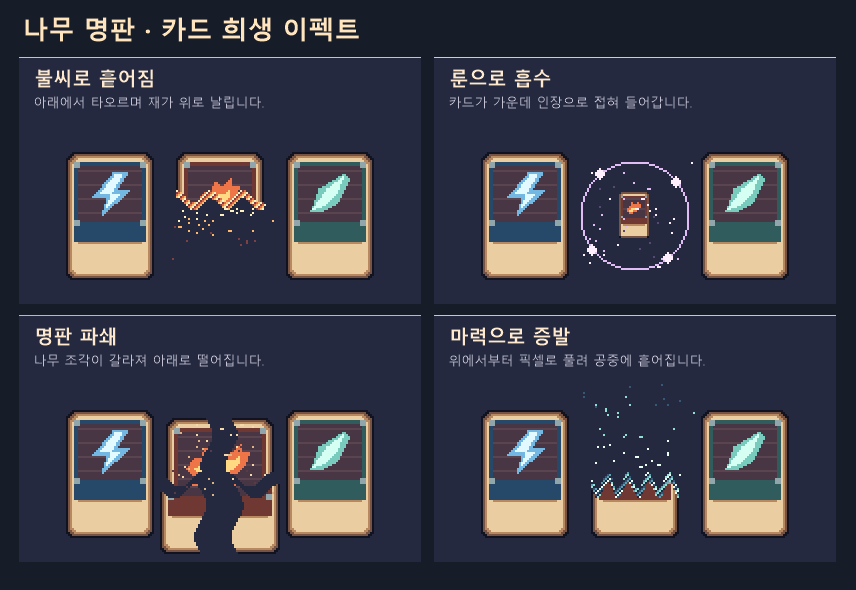 나무 명판 · 카드 희생 이펙트
불씨로 흩어짐
아래에서 타오르며 재가 위로 날립니다.
룬으로 흡수
카드가 가운데 인장으로 접혀 들어갑니다.
명판 파쇄
나무 조각이 갈라져 아래로 떨어집니다.
마력으로 증발
위에서부터 픽셀로 풀려 공중에 흩어집니다.